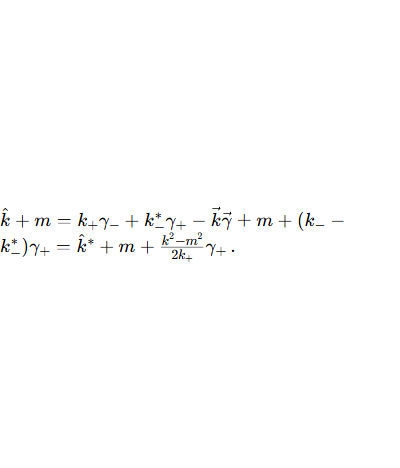 $\hat{k} + m = k_+ \gamma_- + k_-^* \gamma_+ - \vec{k}\vec{\gamma} + m + (k_- -$
$k_-^*)\gamma_+ = \hat{k}^* + m + \frac{k^2 - m^2}{2k_+} \gamma_+ \, .$